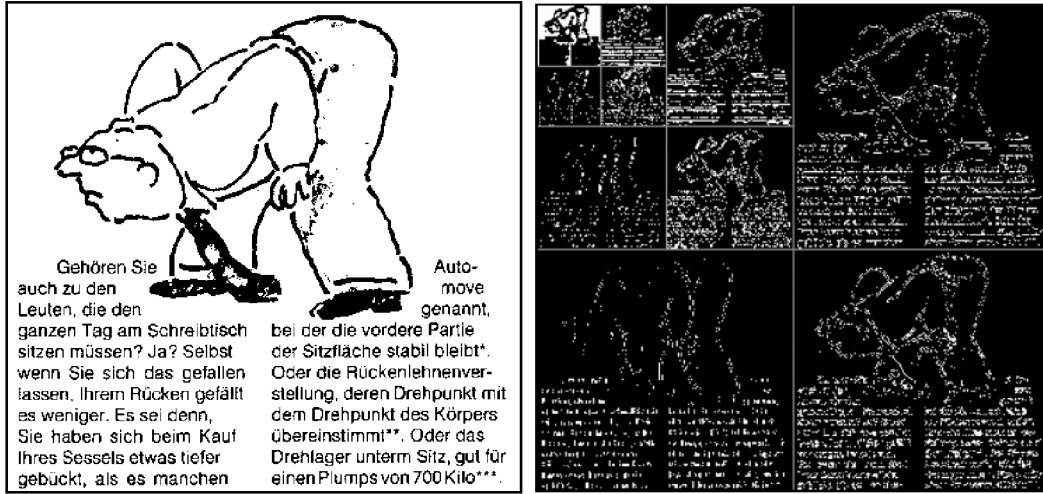 Gehören Sie
auch zu den
Leuten, die den
ganzen Tag am Schreibtisch
sitzen müssen? Ja? Selbst
wenn Sie sich das gefallen
lassen, Ihrem Rücken gefällt
es weniger. Es sei denn,
Sie haben sich beim Kauf
Ihres Sessels etwas tiefer
gebückt, als es manchen
Auto-
move
genannt,
bei der die vordere Partie
der Sitzfläche stabil bleibt*.
Oder die Rückenlehnenver-
stellung, deren Drehpunkt mit
dem Drehpunkt des Körpers
übereinstimmt**. Oder das
Drehlager unterm Sitz, gut für
einen Plumps von 700 Kilo***.